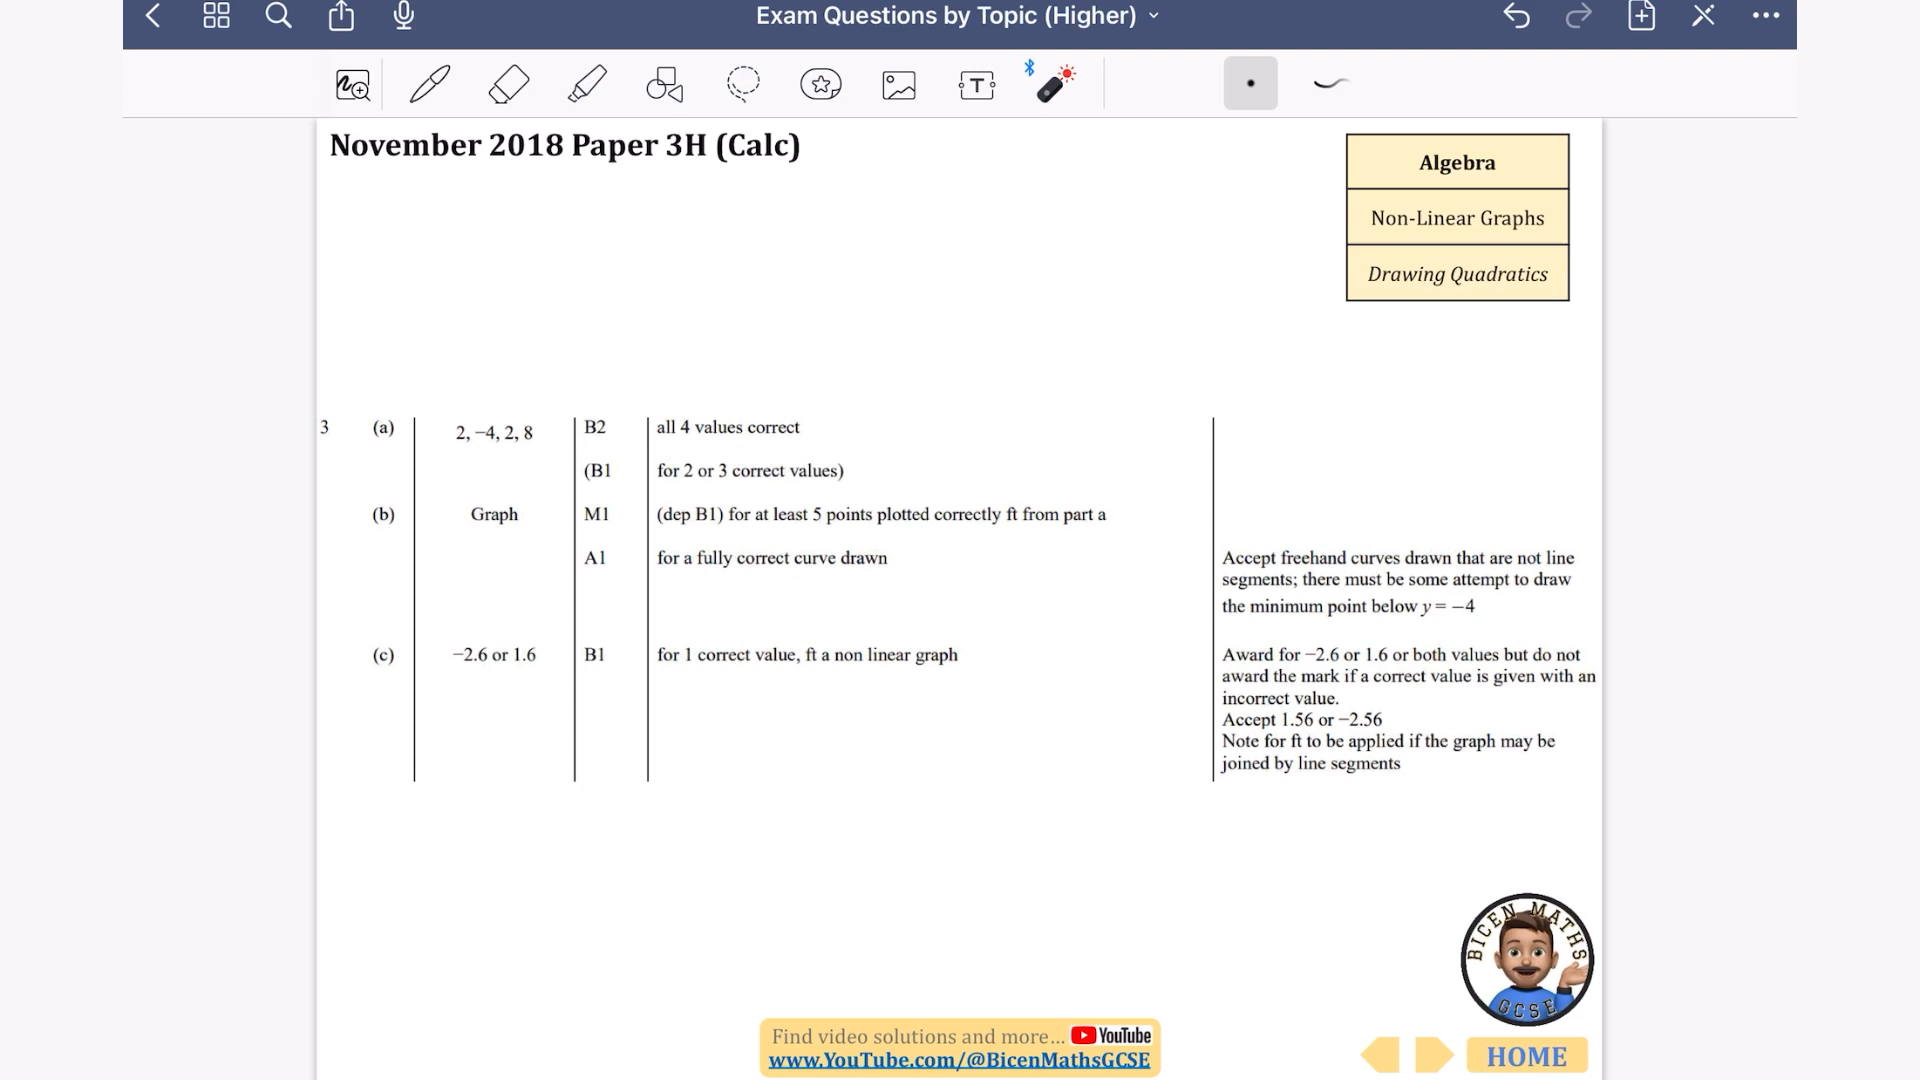 Exam Questions by Topic (Higher)
T
November 2018 Paper 3H (Calc)
Algebra
Non-Linear Graphs
Drawing Quadratics
3 (a) 2, −4, 2, 8 B2 all 4 values correct
(B1 for 2 or 3 correct values)
(b) Graph M1 (dep B1) for at least 5 points plotted correctly ft from part a
A1 for a fully correct curve drawn Accept freehand curves drawn that are not line
segments; there must be some attempt to draw
the minimum point below y = −4
(c) −2.6 or 1.6 B1 for 1 correct value, ft a non linear graph Award for −2.6 or 1.6 or both values but do not
award the mark if a correct value is given with an
incorrect value.
Accept 1.56 or −2.56
Note for ft to be applied if the graph may be
joined by line segments
BICEN MATHS
GCSE
Find video solutions and more... YouTube
www.YouTube.com/@BicenMathsGCSE
HOME